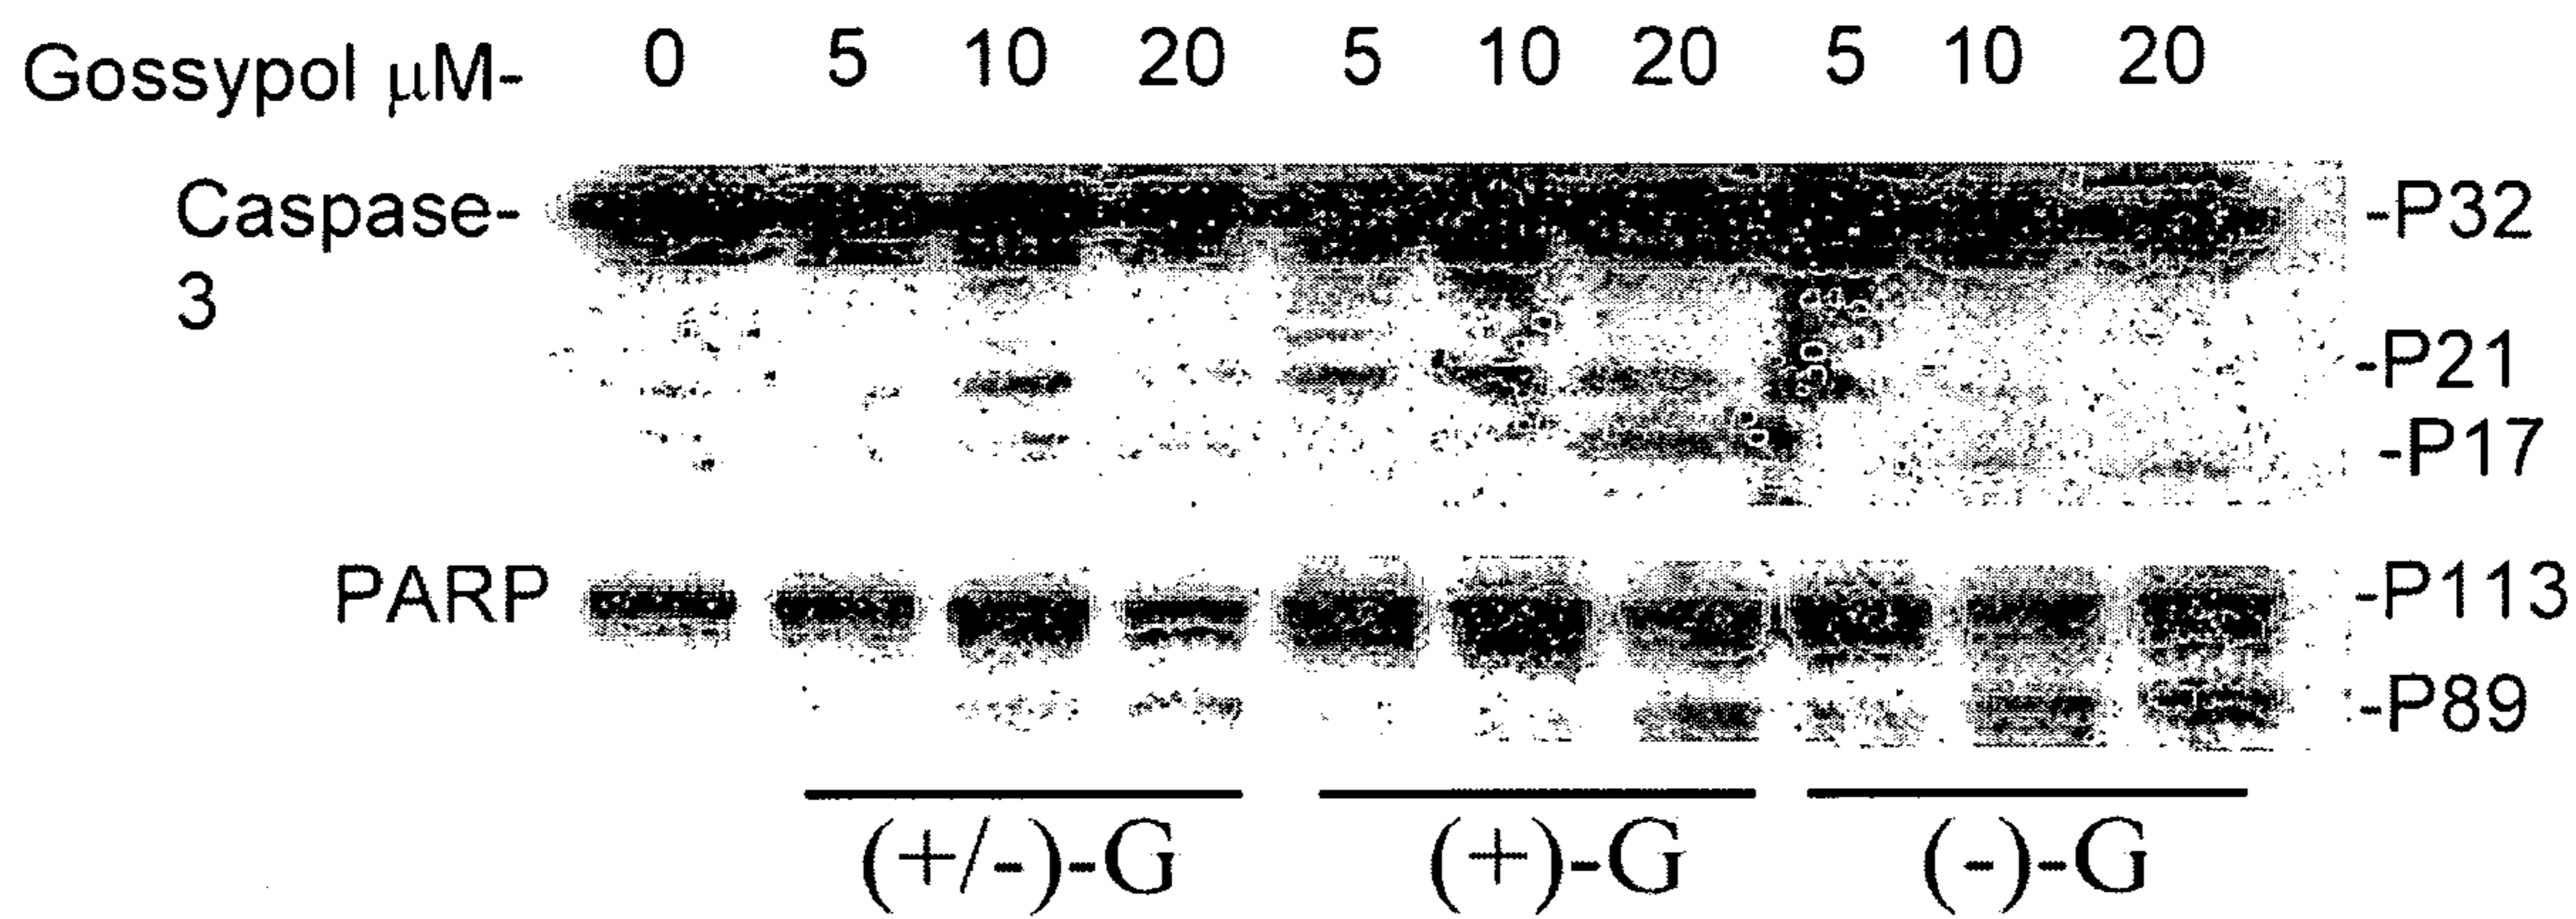 Gossypol μM- 0 5 10 20 5 10 20 5 10 20
Caspase-3 -P32
-P21
-P17
PARP -P113
-P89
(+/-)-G (+)-G (-)-G